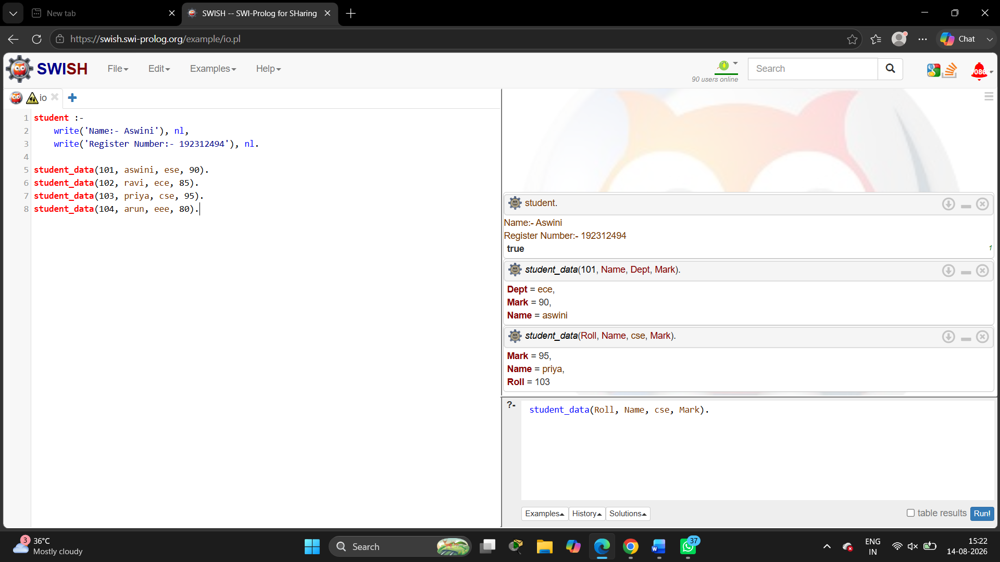 New tab
SWISH -- SWI-Prolog for SHaring
https://swish.swi-prolog.org/example/io.pl
Chat
SWISH
File
Edit
Examples
Help
90 users online
Search
io
1 student :-
2 write('Name:- Aswini'), nl,
3 write('Register Number:- 192312494'), nl.
4
5 student_data(101, aswini, ese, 90).
6 student_data(102, ravi, ece, 85).
7 student_data(103, priya, cse, 95).
8 student_data(104, arun, eee, 80).
student.
Name:- Aswini
Register Number:- 192312494
true
1
student_data(101, Name, Dept, Mark).
Dept = ece,
Mark = 90,
Name = aswini
student_data(Roll, Name, cse, Mark).
Mark = 95,
Name = priya,
Roll = 103
?- student_data(Roll, Name, cse, Mark).
Examples
History
Solutions
table results
Run!
3
36°C
Mostly cloudy
Search
37
ENG
IN
15:22
14-08-2026